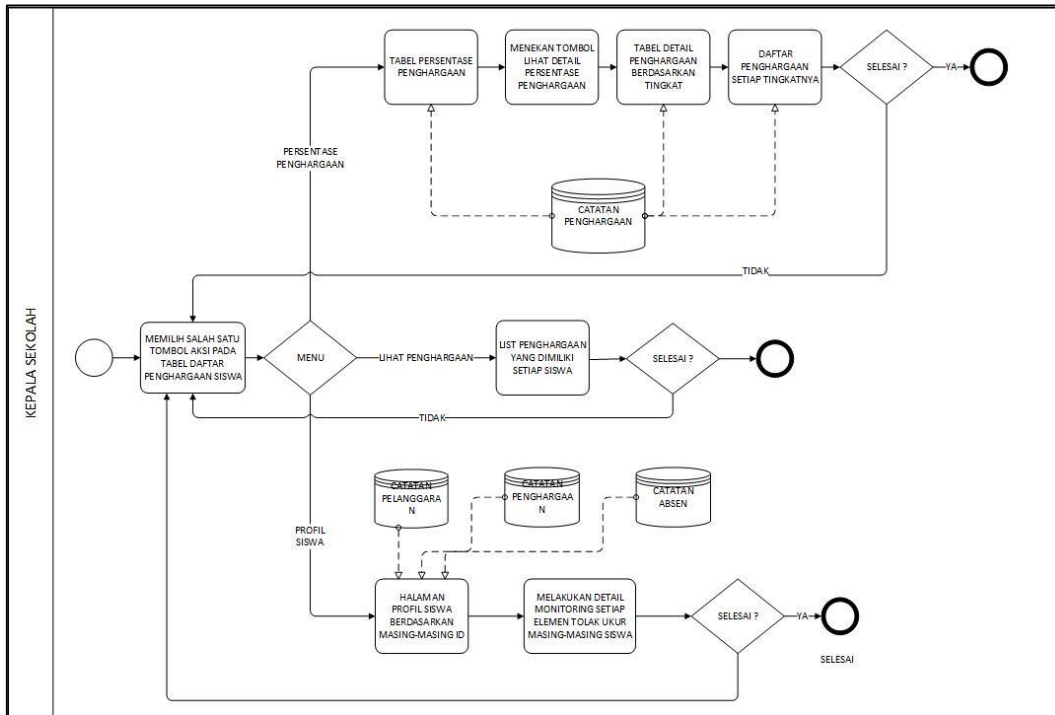 KEPALA SEKOLAH
TABEL PERSENTASE
PENGHARGAAN
MENEKAN TOMBOL
LIHAT DETAIL
PERSENTASE
PENGHARGAAN
TABEL DETAIL
PENGHARGAAN
BERDASARKAN
TINGKAT
DAFTAR
PENGHARGAAN
SETIAP TINGKATNYA
SELESAI ?
YA
PERSENTASE
PENGHARGAAN
CATATAN
PENGHARGAAN
TIDAK
MEMILIH SALAH SATU
TOMBOL AKSI PADA
TABEL DAFTAR
PENGHARGAAN SISWA
MENU
LIHAT PENGHARGAAN
LIST PENGHARGAAN
YANG DIMILIKI
SETIAP SISWA
SELESAI ?
TIDAK
CATATAN
PELANGGARA
N
CATATAN
PENGHARGAA
N
CATATAN
ABSEN
PROFIL
SISWA
HALAMAN
PROFIL SISWA
BERDASARKAN
MASING-MASING ID
MELAKUKAN DETAIL
MONITORING SETIAP
ELEMEN TOLAK UKUR
MASING-MASING SISWA
SELESAI ?
YA
SELESAI